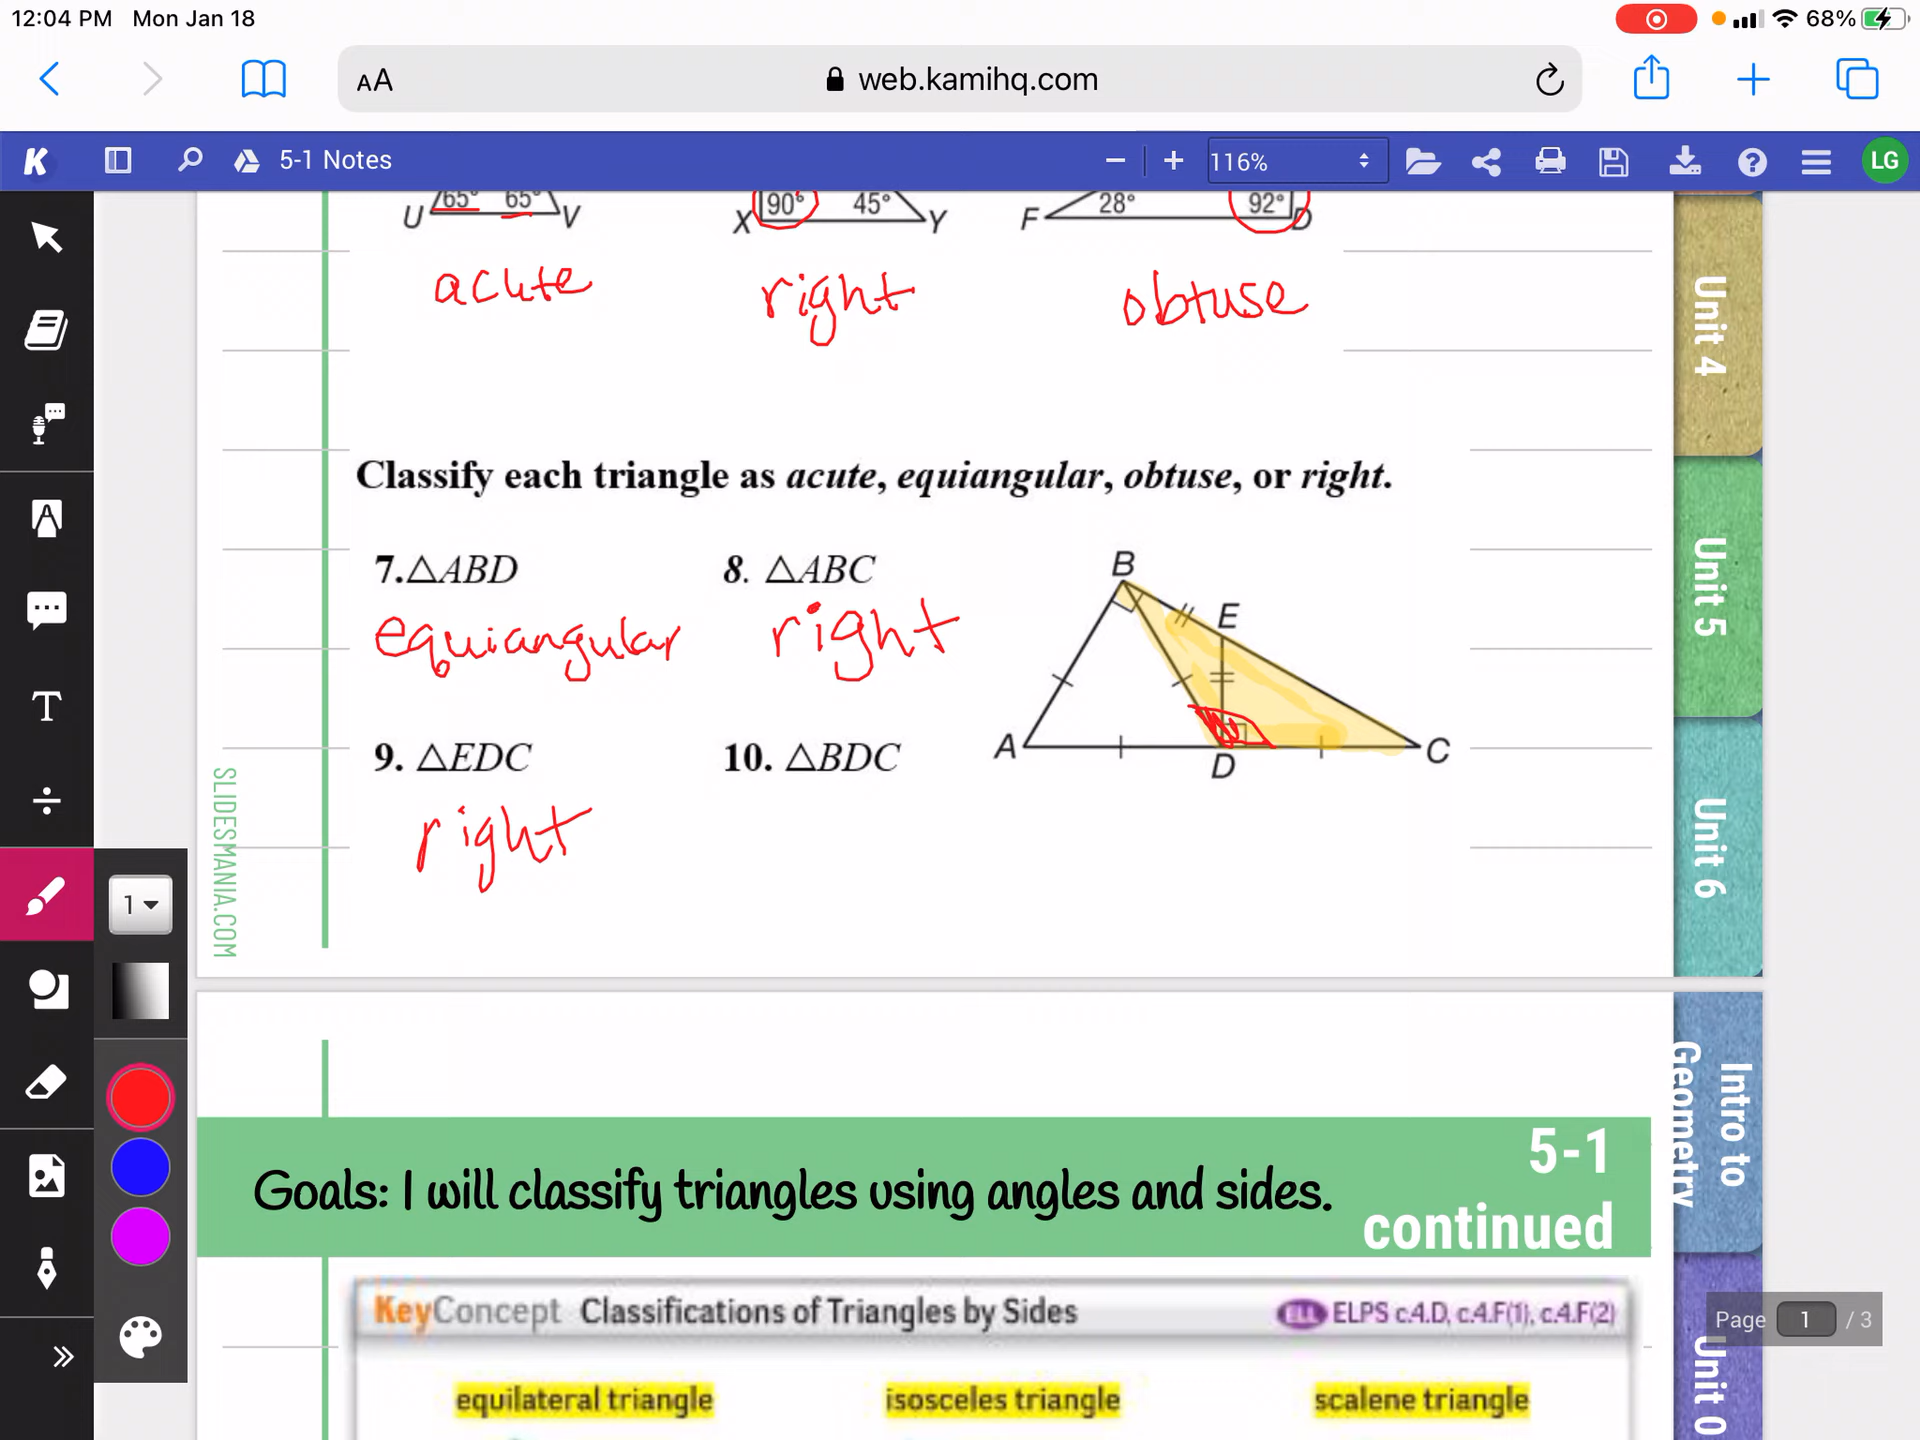 12:04 PM Mon Jan 18
68%
AA
web.kamihq.com
K
5-1 Notes
116%
LG
U 65° 65° V
X 90° 45° Y
F 28° 92° D
acute
right
obtuse
Classify each triangle as acute, equiangular, obtuse, or right.
7.△ABD
8. △ABC
equiangular
right
9. △EDC
10. △BDC
right
B
E
A
D
C
SLIDESMANIA.COM
Unit 4
Unit 5
Unit 6
T
1
Goals: I will classify triangles using angles and sides.
5-1
continued
Intro to
Geometry
KeyConcept Classifications of Triangles by Sides
ELL ELPS c.4.D, c.4.F(1), c.4.F(2)
Page 1 / 3
equilateral triangle
isosceles triangle
scalene triangle
Unit 0